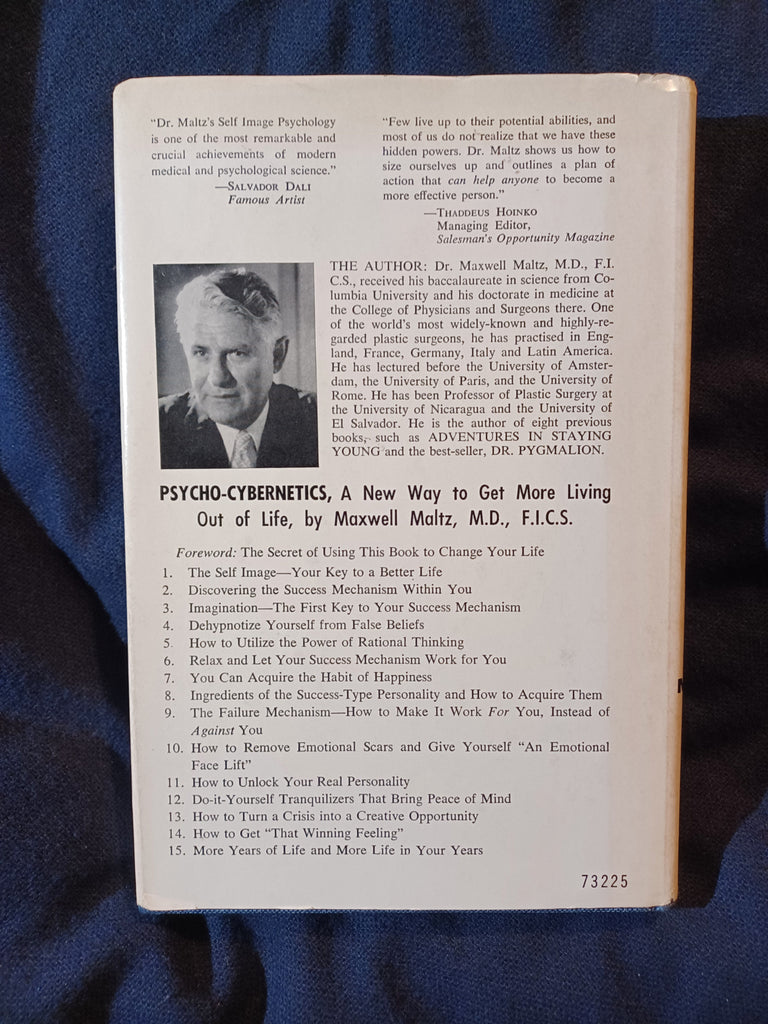 “Dr. Maltz’s Self Image Psychology
is one of the most remarkable and
crucial achievements of modern
medical and psychological science.”
—SALVADOR DALI
Famous Artist
“Few live up to their potential abilities, and
most of us do not realize that we have these
hidden powers. Dr. Maltz shows us how to
size ourselves up and outlines a plan of
action that can help anyone to become a
more effective person.”
—THADDEUS HOINKO
Managing Editor,
Salesman’s Opportunity Magazine
THE AUTHOR: Dr. Maxwell Maltz, M.D., F.I.
C.S., received his baccalaureate in science from Co-
lumbia University and his doctorate in medicine at
the College of Physicians and Surgeons there. One
of the world’s most widely-known and highly-re-
garded plastic surgeons, he has practised in Eng-
land, France, Germany, Italy and Latin America.
He has lectured before the University of Amster-
dam, the University of Paris, and the University of
Rome. He has been Professor of Plastic Surgery at
the University of Nicaragua and the University of
El Salvador. He is the author of eight previous
books, such as ADVENTURES IN STAYING
YOUNG and the best-seller, DR. PYGMALION.
PSYCHO-CYBERNETICS, A New Way to Get More Living
Out of Life, by Maxwell Maltz, M.D., F.I.C.S.
Foreword: The Secret of Using This Book to Change Your Life
1. The Self Image—Your Key to a Better Life
2. Discovering the Success Mechanism Within You
3. Imagination—The First Key to Your Success Mechanism
4. Dehypnotize Yourself from False Beliefs
5. How to Utilize the Power of Rational Thinking
6. Relax and Let Your Success Mechanism Work for You
7. You Can Acquire the Habit of Happiness
8. Ingredients of the Success-Type Personality and How to Acquire Them
9. The Failure Mechanism—How to Make It Work For You, Instead of
Against You
10. How to Remove Emotional Scars and Give Yourself “An Emotional
Face Lift”
11. How to Unlock Your Real Personality
12. Do-it-Yourself Tranquilizers That Bring Peace of Mind
13. How to Turn a Crisis into a Creative Opportunity
14. How to Get “That Winning Feeling”
15. More Years of Life and More Life in Your Years
73225